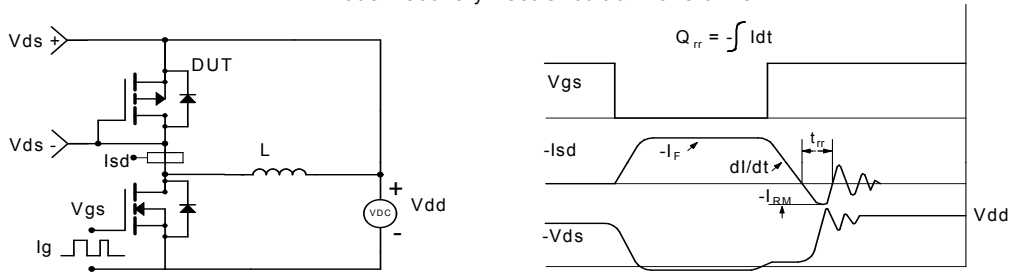 Q rr = - ∫ Idt
Vds +
DUT
Vds -
Isd
L
Vgs
+
VDC
Vdd
-
Ig
Vgs
-Isd
-I F
dI/dt
t rr
-I RM
Vdd
-Vds